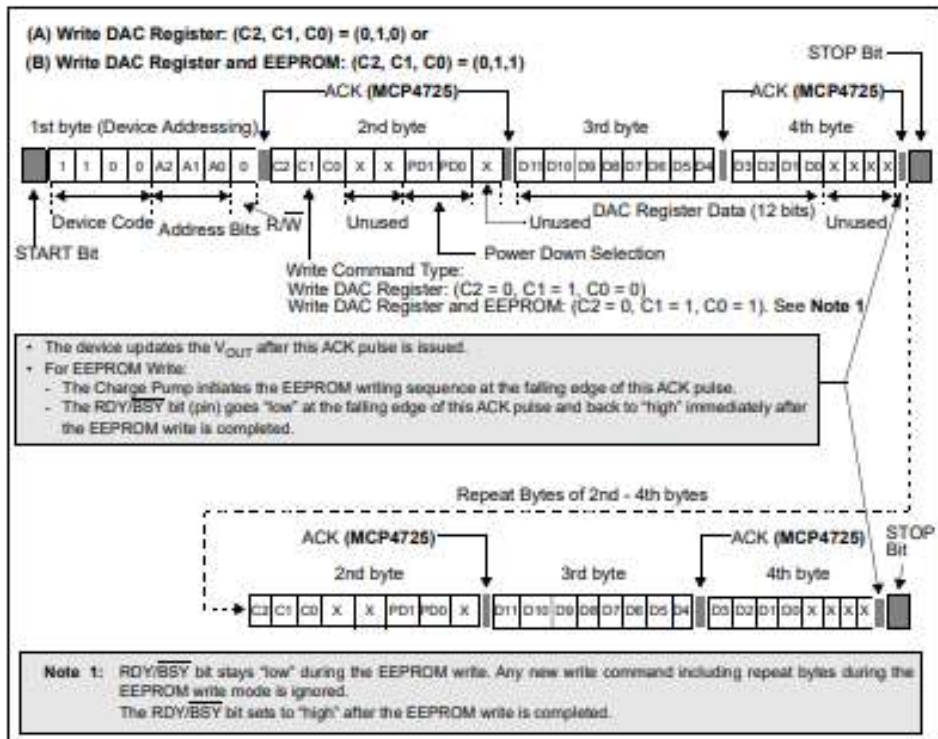 (A) Write DAC Register: (C2, C1, C0) = (0,1,0) or
(B) Write DAC Register and EEPROM: (C2, C1, C0) = (0,1,1)
STOP Bit
ACK (MCP4725)
ACK (MCP4725)
1st byte (Device Addressing)
2nd byte
3rd byte
4th byte
1 1 0 0 A2 A1 A0 0 C2 C1 C0 X X PD1 PD0 X D11 D10 D9 D8 D7 D6 D5 D4 D3 D2 D1 D0 X X X X
Device Code
Address Bits
R/W
Unused
Unused
DAC Register Data (12 bits)
Unused
START Bit
Power Down Selection
Write Command Type:
Write DAC Register: (C2 = 0, C1 = 1, C0 = 0)
Write DAC Register and EEPROM: (C2 = 0, C1 = 1, C0 = 1). See Note 1
• The device updates the VOUT after this ACK pulse is issued.
• For EEPROM Write:
- The Charge Pump initiates the EEPROM writing sequence at the falling edge of this ACK pulse.
- The RDY/BSY bit (pin) goes "low" at the falling edge of this ACK pulse and back to "high" immediately after
the EEPROM write is completed.
Repeat Bytes of 2nd - 4th bytes
ACK (MCP4725)
ACK (MCP4725)
STOP
Bit
2nd byte
3rd byte
4th byte
C2 C1 C0 X X PD1 PD0 X D11 D10 D9 D8 D7 D6 D5 D4 D3 D2 D1 D0 X X X X
Note 1: RDY/BSY bit stays "low" during the EEPROM write. Any new write command including repeat bytes during the
EEPROM write mode is ignored.
The RDY/BSY bit sets to "high" after the EEPROM write is completed.